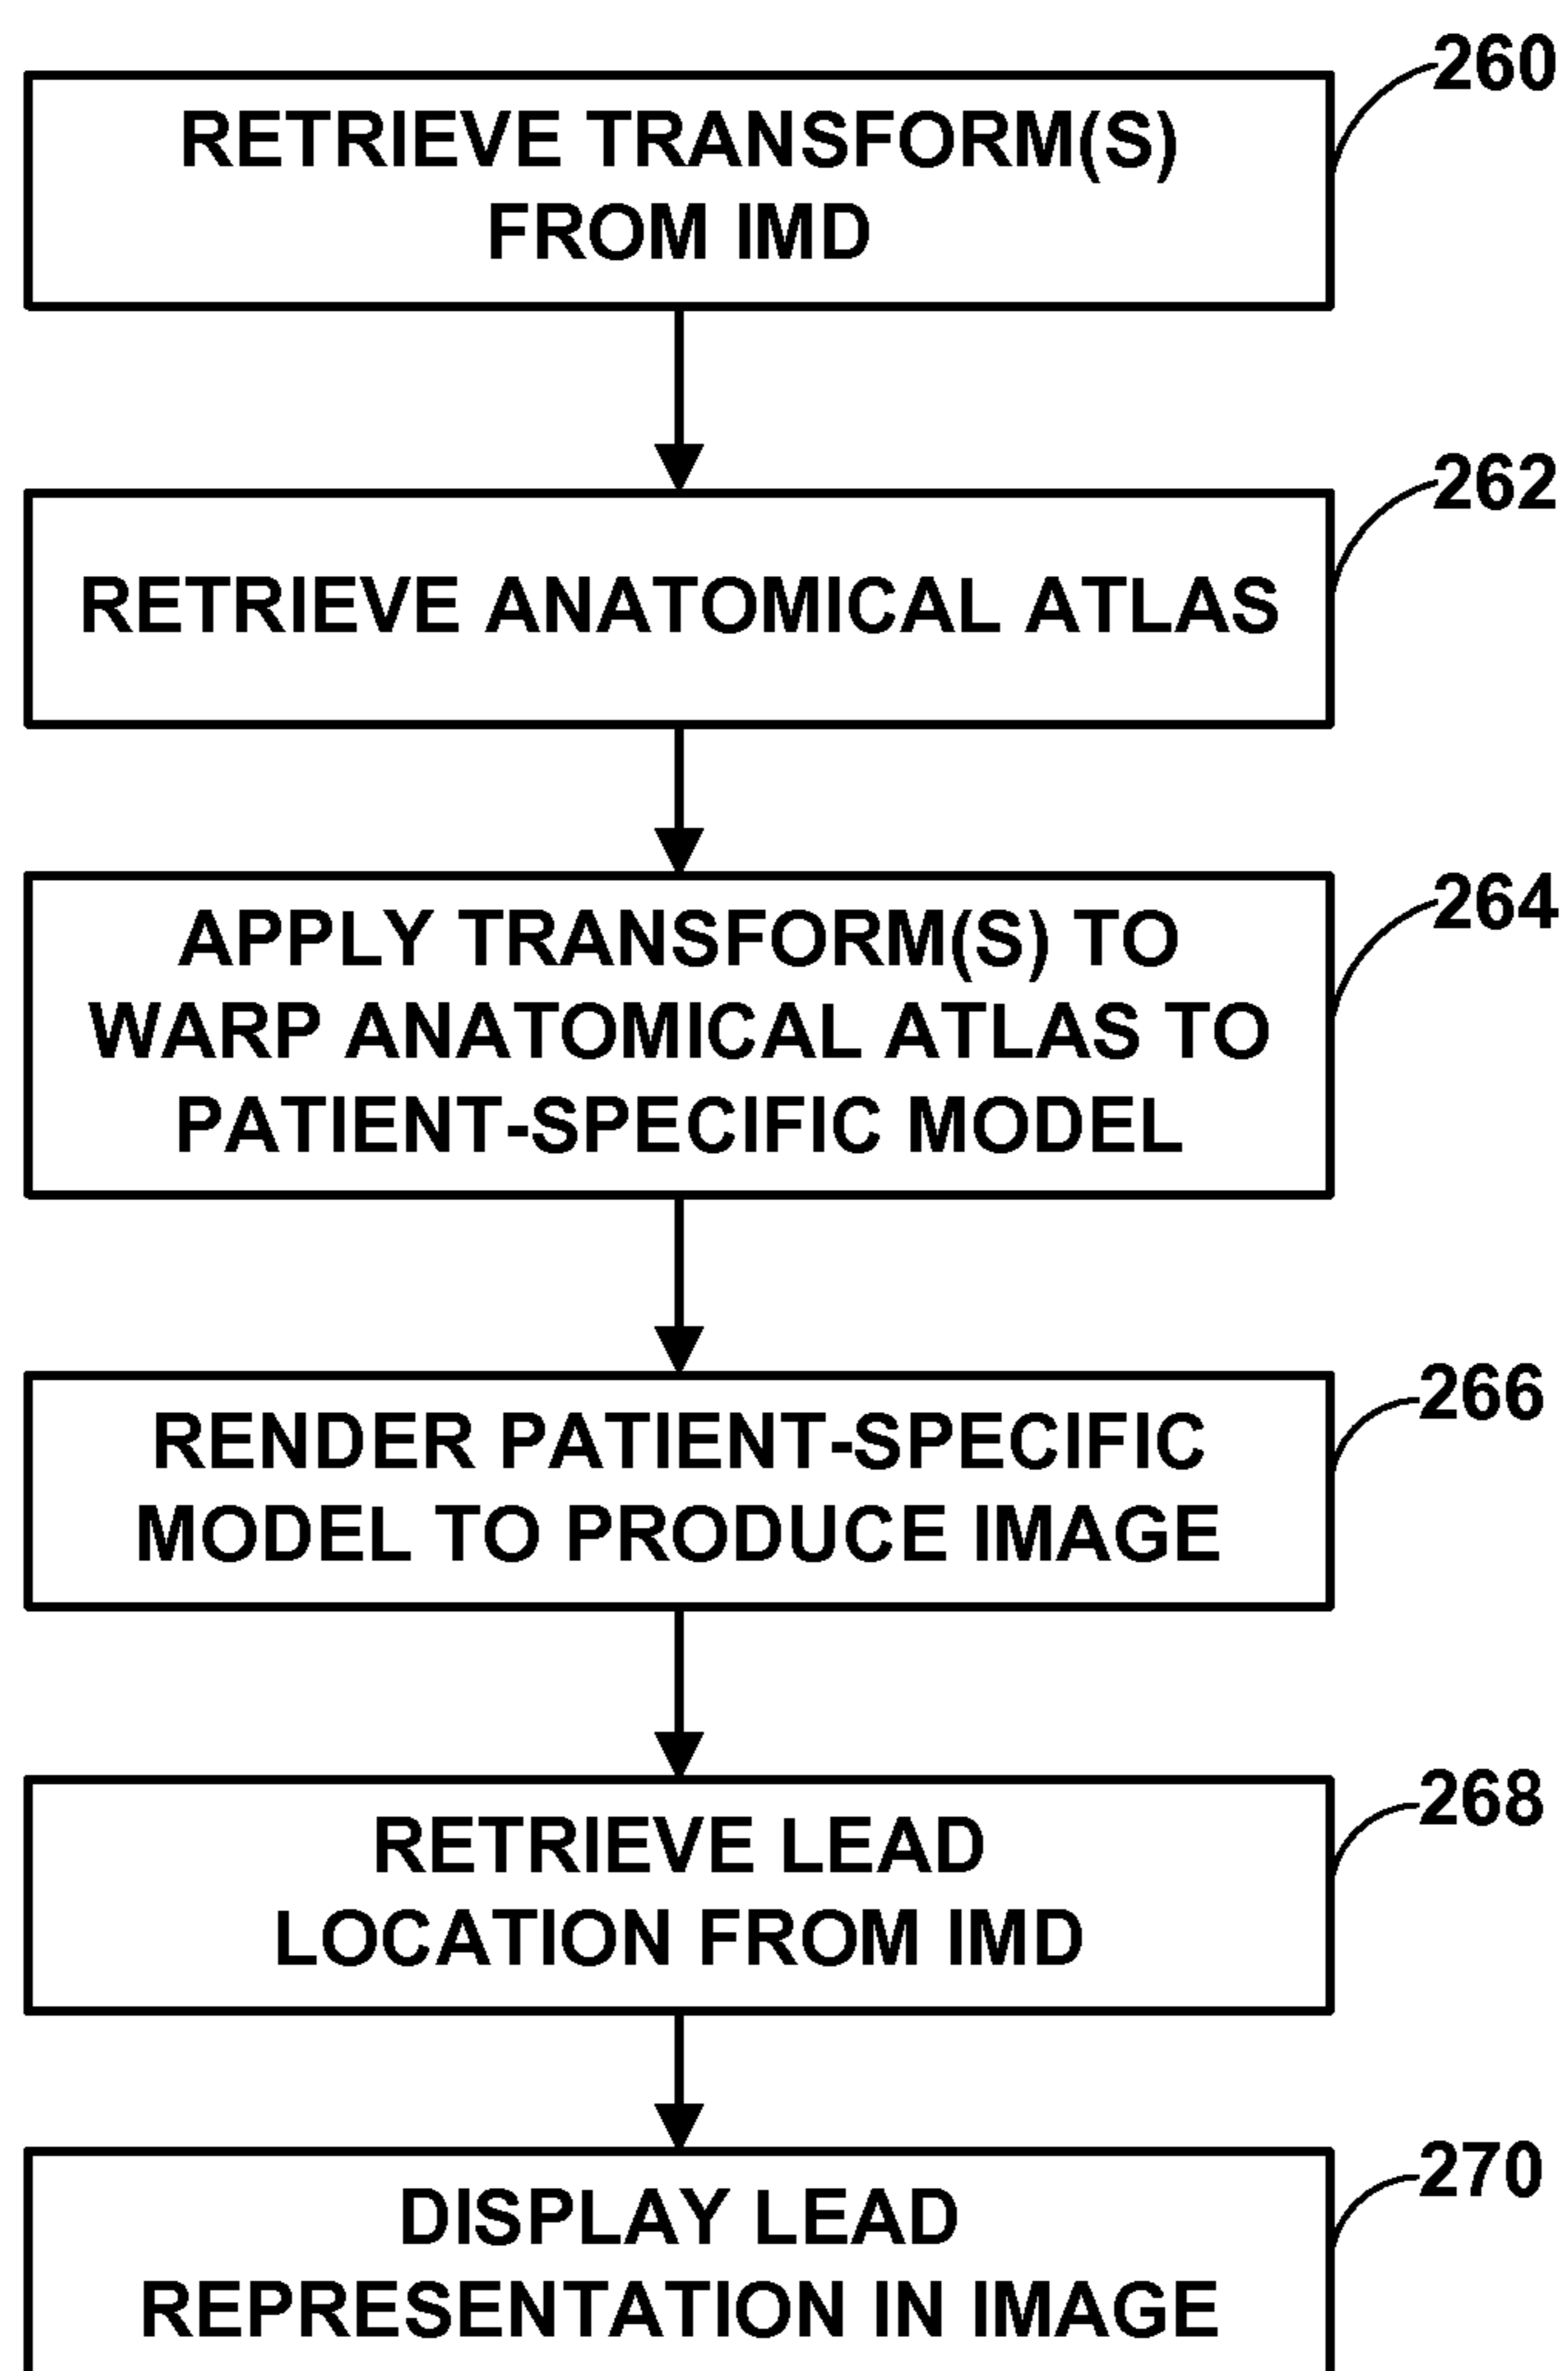 260
RETRIEVE TRANSFORM(S)
FROM IMD
262
RETRIEVE ANATOMICAL ATLAS
264
APPLY TRANSFORM(S) TO
WARP ANATOMICAL ATLAS TO
PATIENT-SPECIFIC MODEL
266
RENDER PATIENT-SPECIFIC
MODEL TO PRODUCE IMAGE
268
RETRIEVE LEAD
LOCATION FROM IMD
270
DISPLAY LEAD
REPRESENTATION IN IMAGE